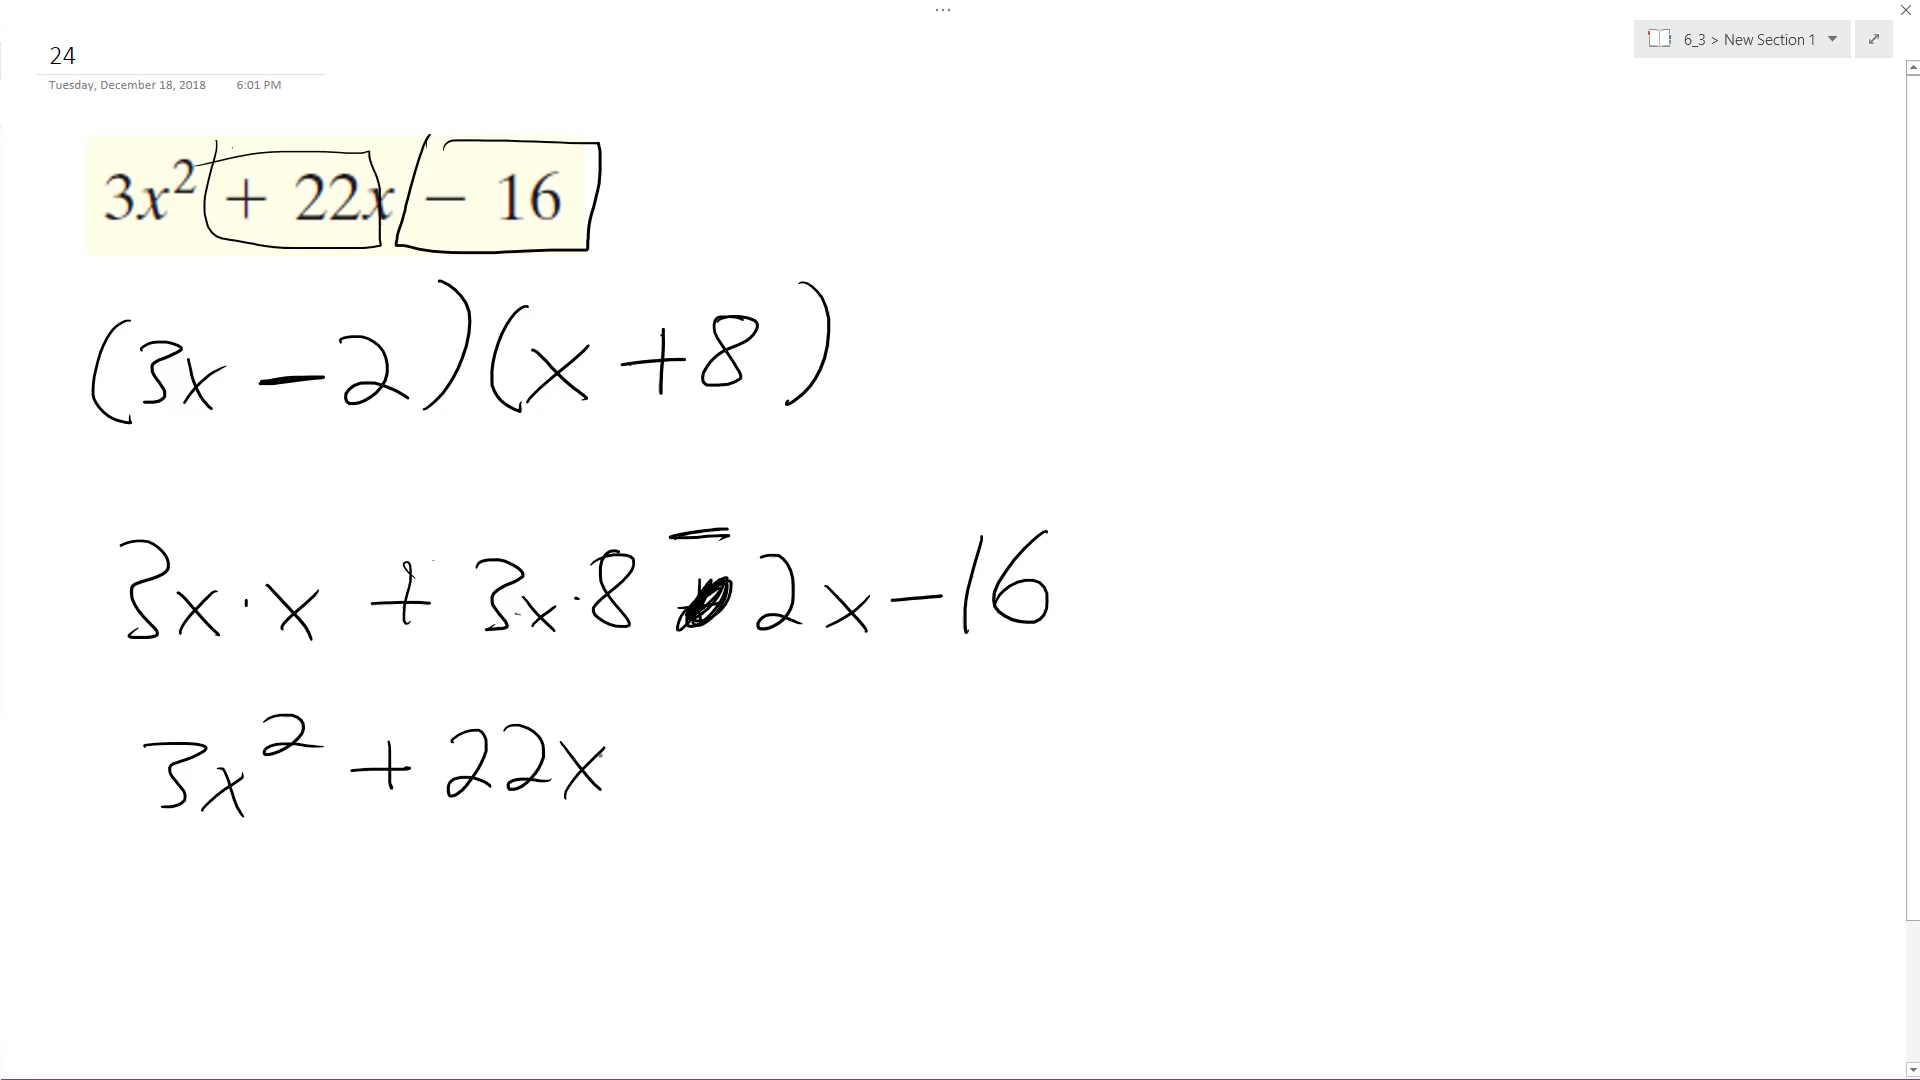 ...
6_3 > New Section 1
24
Tuesday, December 18, 2018 6:01 PM
3x² + 22x − 16
(3x − 2)(x + 8)
3x · x + 3x · 8 − 2x − 16
3x² + 22x